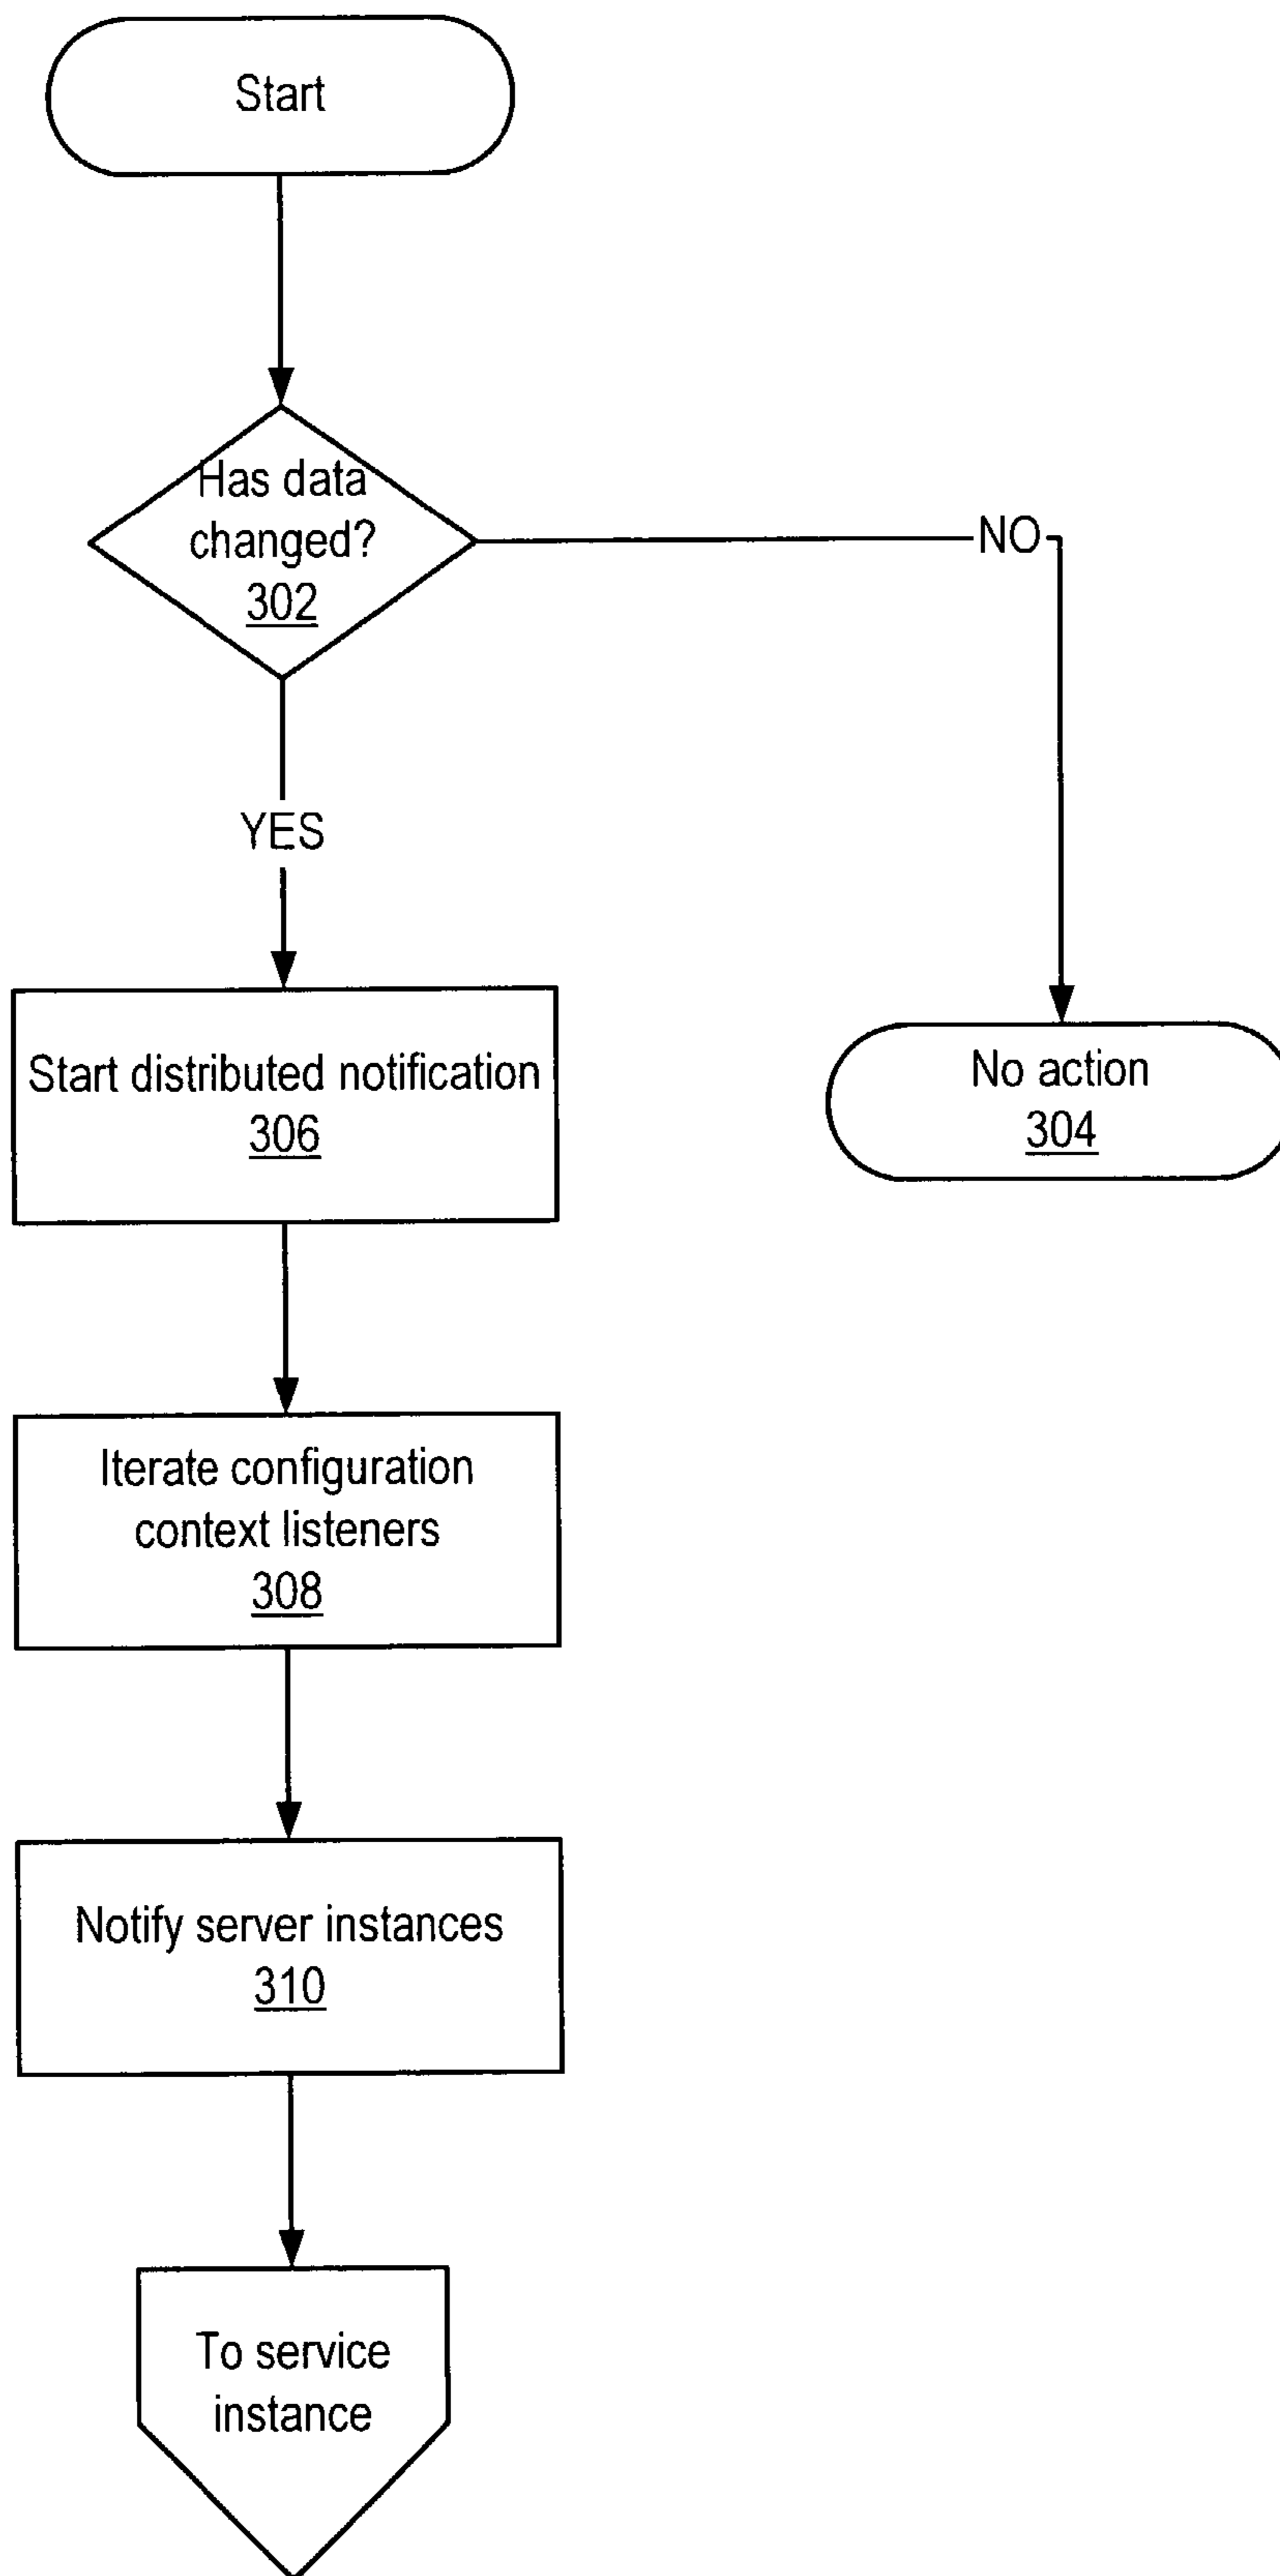 Start
Has data
changed?
302
NO
YES
Start distributed notification
306
No action
304
Iterate configuration
context listeners
308
Notify server instances
310
To service
instance